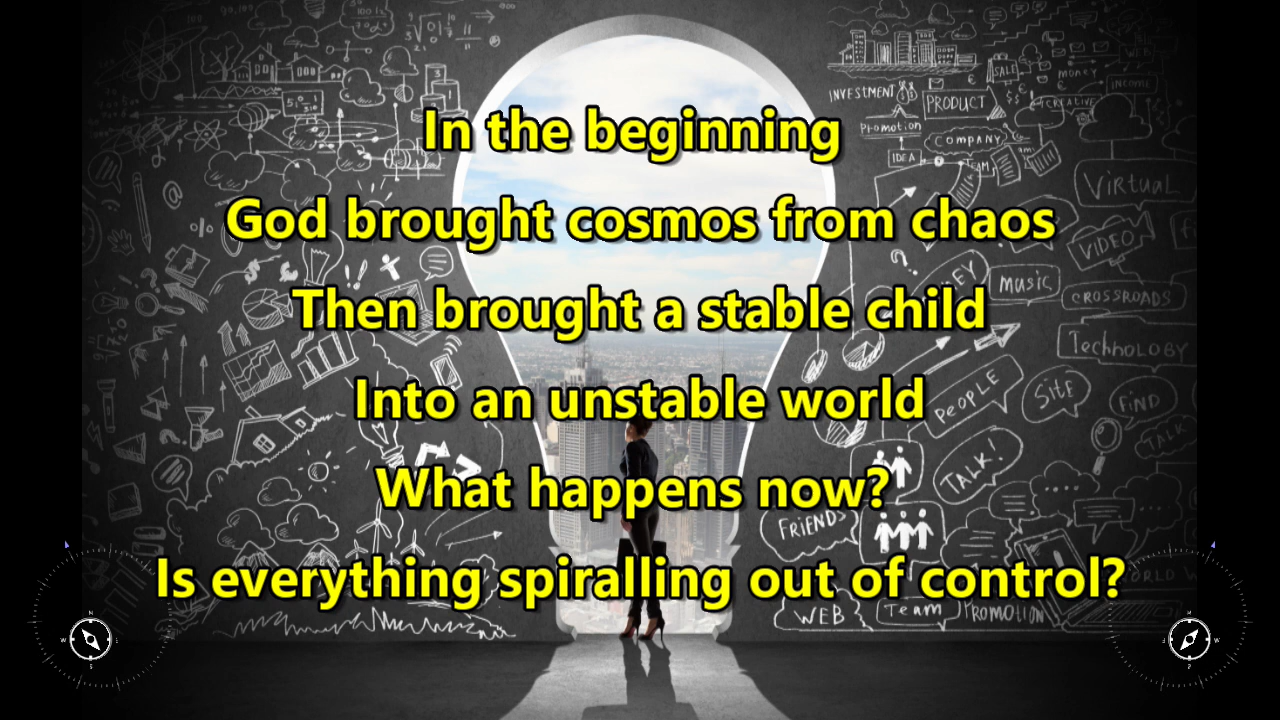 In the beginning
God brought cosmos from chaos
Then brought a stable child
Into an unstable world
What happens now?
Is everything spiralling out of control?
INVESTMENT
PRODUCT
SALE
MONEY
INCOME
CREATIVE
PROMOTION
COMPANY
IDEA
TEAM
VIRTUAL
VIDEO
MUSIC
CROSSROADS
TECHNOLOGY
PEOPLE
SITE
FIND
TALK
TALK!
FRIENDS
WEB
TEAM
PROMOTION